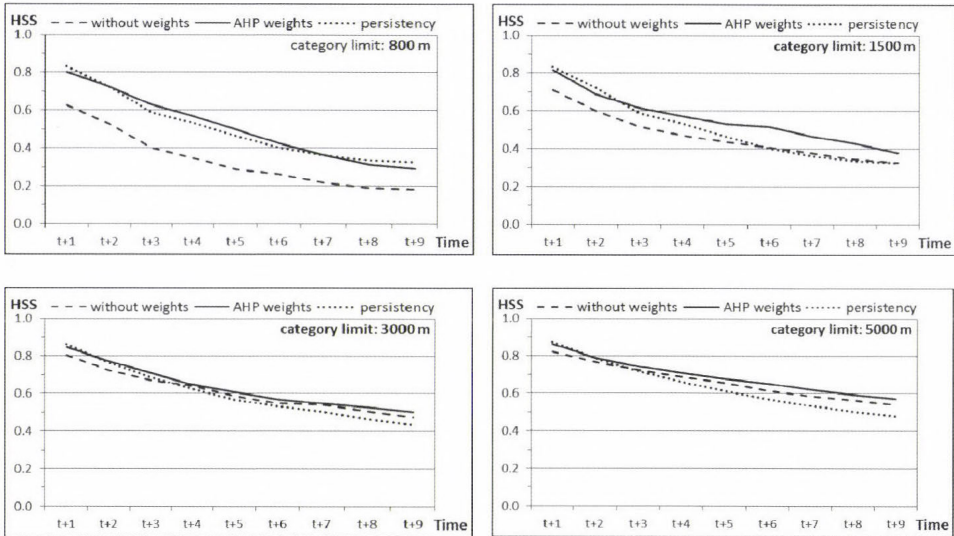 HSS
without weights AHP weights persistency
category limit: 800 m
1.0
0.8
0.6
0.4
0.2
0.0
t+1 t+2 t+3 t+4 t+5 t+6 t+7 t+8 t+9 Time
HSS
without weights AHP weights persistency
category limit: 1500 m
1.0
0.8
0.6
0.4
0.2
0.0
t+1 t+2 t+3 t+4 t+5 t+6 t+7 t+8 t+9 Time
HSS
without weights AHP weights persistency
category limit: 3000 m
1.0
0.8
0.6
0.4
0.2
0.0
t+1 t+2 t+3 t+4 t+5 t+6 t+7 t+8 t+9 Time
HSS
without weights AHP weights persistency
category limit: 5000 m
1.0
0.8
0.6
0.4
0.2
0.0
t+1 t+2 t+3 t+4 t+5 t+6 t+7 t+8 t+9 Time